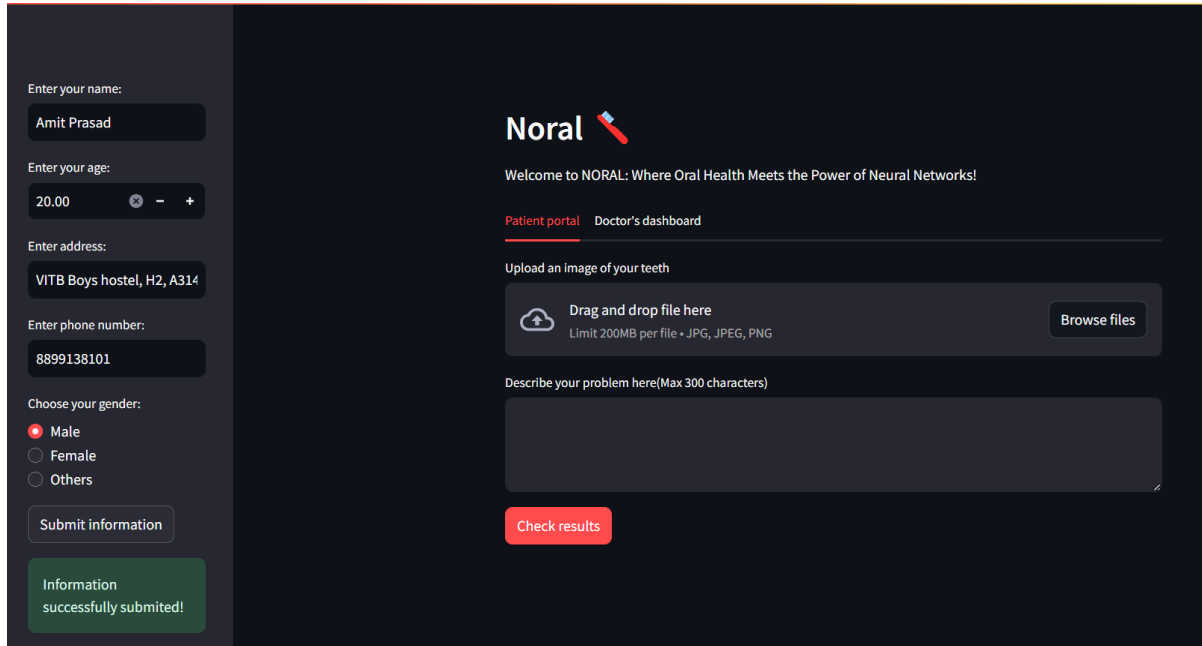 Enter your name:
Amit Prasad
Enter your age:
20.00
Enter address:
VITB Boys hostel, H2, A314
Enter phone number:
8899138101
Choose your gender:
Male
Female
Others
Submit information
Information
successfully submited!
Noral
Welcome to NORAL: Where Oral Health Meets the Power of Neural Networks!
Patient portal Doctor's dashboard
Upload an image of your teeth
Drag and drop file here
Limit 200MB per file • JPG, JPEG, PNG
Browse files
Describe your problem here(Max 300 characters)
Check results